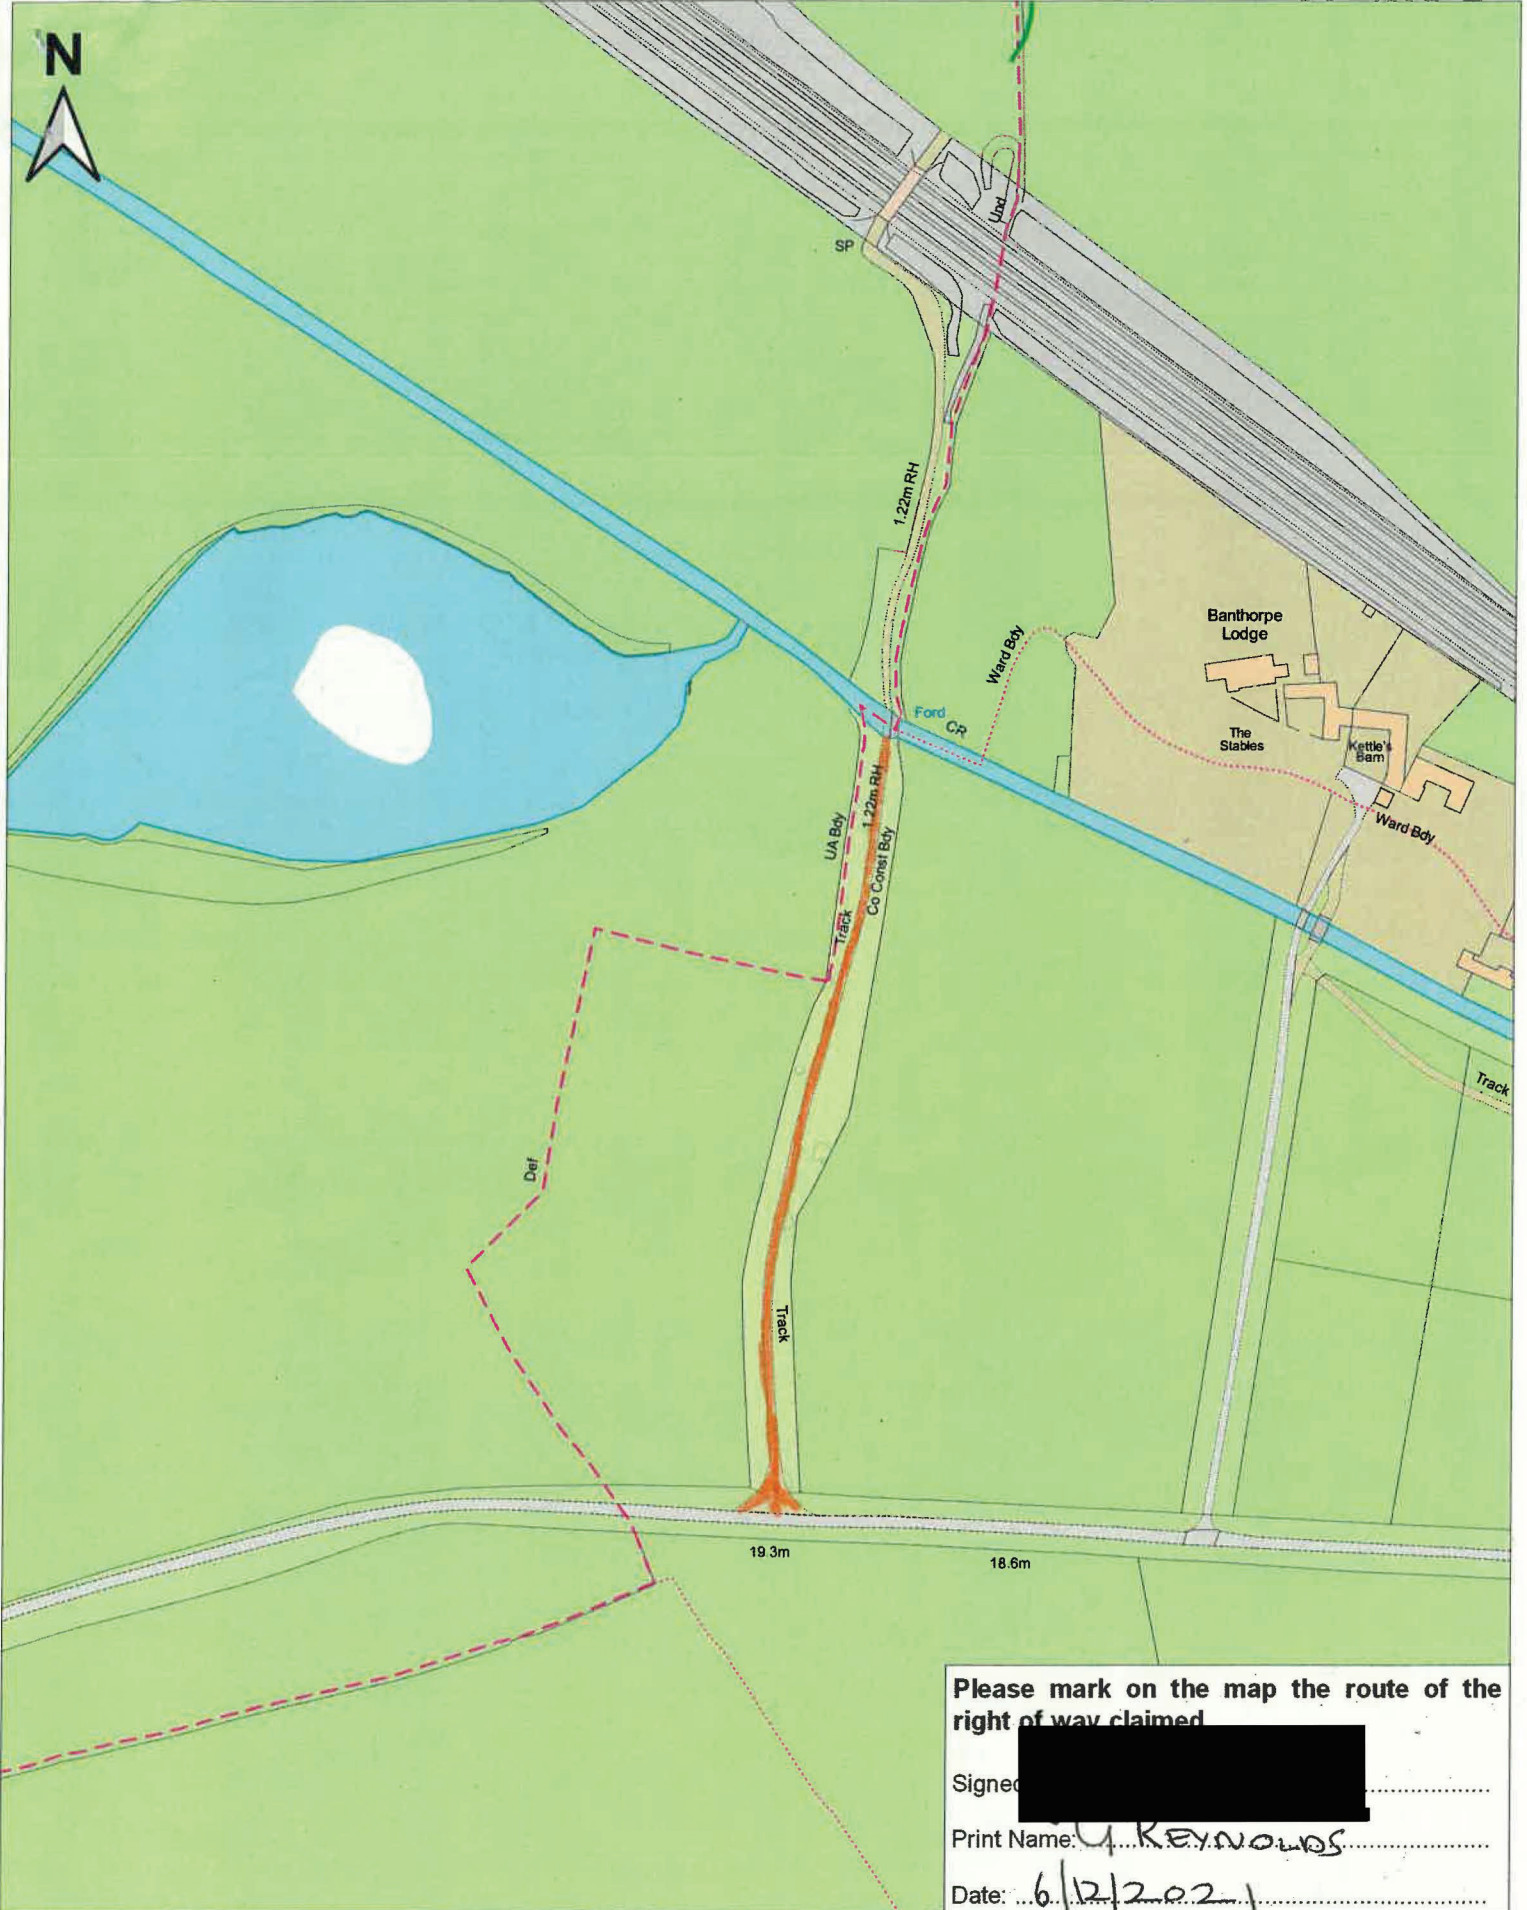 N
Und
SP
1.22m RH
Banthorpe
Lodge
Ward Bdy
Ford
CR
The
Stables
Kettle's
Barn
Ward Bdy
UA Bdy
1.22m RH
Co Const Bdy
Track
Track
Def
Track
19.3m
18.6m
Please mark on the map the route of the
right of way claimed
Signed
Print Name: REYNOLDS
Date: 6/12/2021